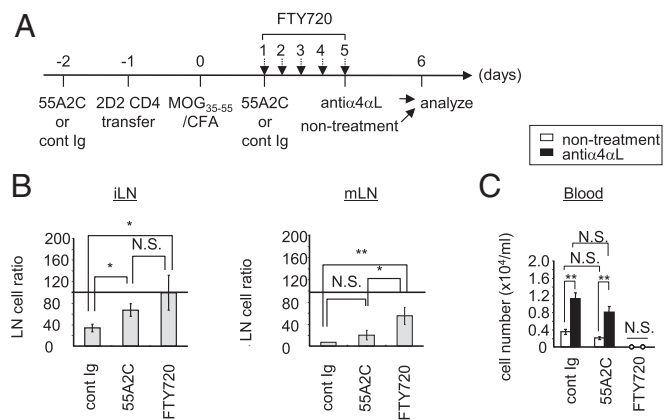 A
FTY720
1 2 3 4 5
-2 -1 0 6 (days)
55A2C 2D2 CD4 MOG35-55 55A2C antiα4αL analyze
or transfer /CFA or non-treatment
cont Ig cont Ig
non-treatment
antiα4αL
B
iLN
*
N.S.
*
LN cell ratio
200
160
120
80
40
0
cont Ig
55A2C
FTY720
mLN
**
N.S.
*
LN cell ratio
200
160
120
80
40
0
cont Ig
55A2C
FTY720
C
Blood
N.S.
N.S.
** **
N.S.
cell number (x10⁴/ml)
2.0
1.6
1.2
0.8
0.4
0
cont Ig
55A2C
FTY720